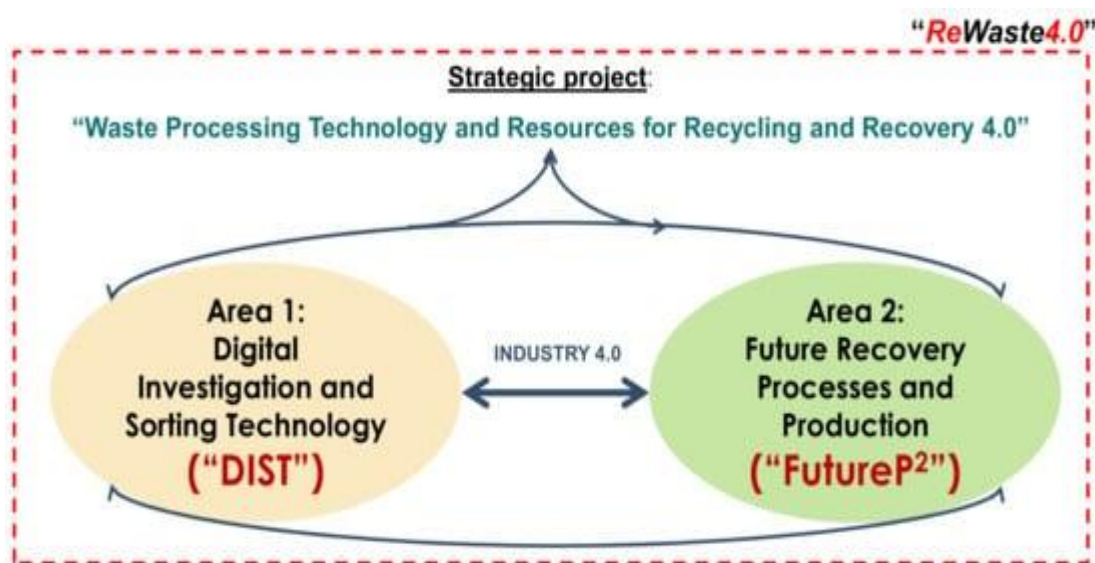 “ReWaste4.0”
Strategic project:
“Waste Processing Technology and Resources for Recycling and Recovery 4.0”
Area 1:
Digital
Investigation and
Sorting Technology
(“DIST”)
INDUSTRY 4.0
Area 2:
Future Recovery
Processes and
Production
(“FutureP²”)